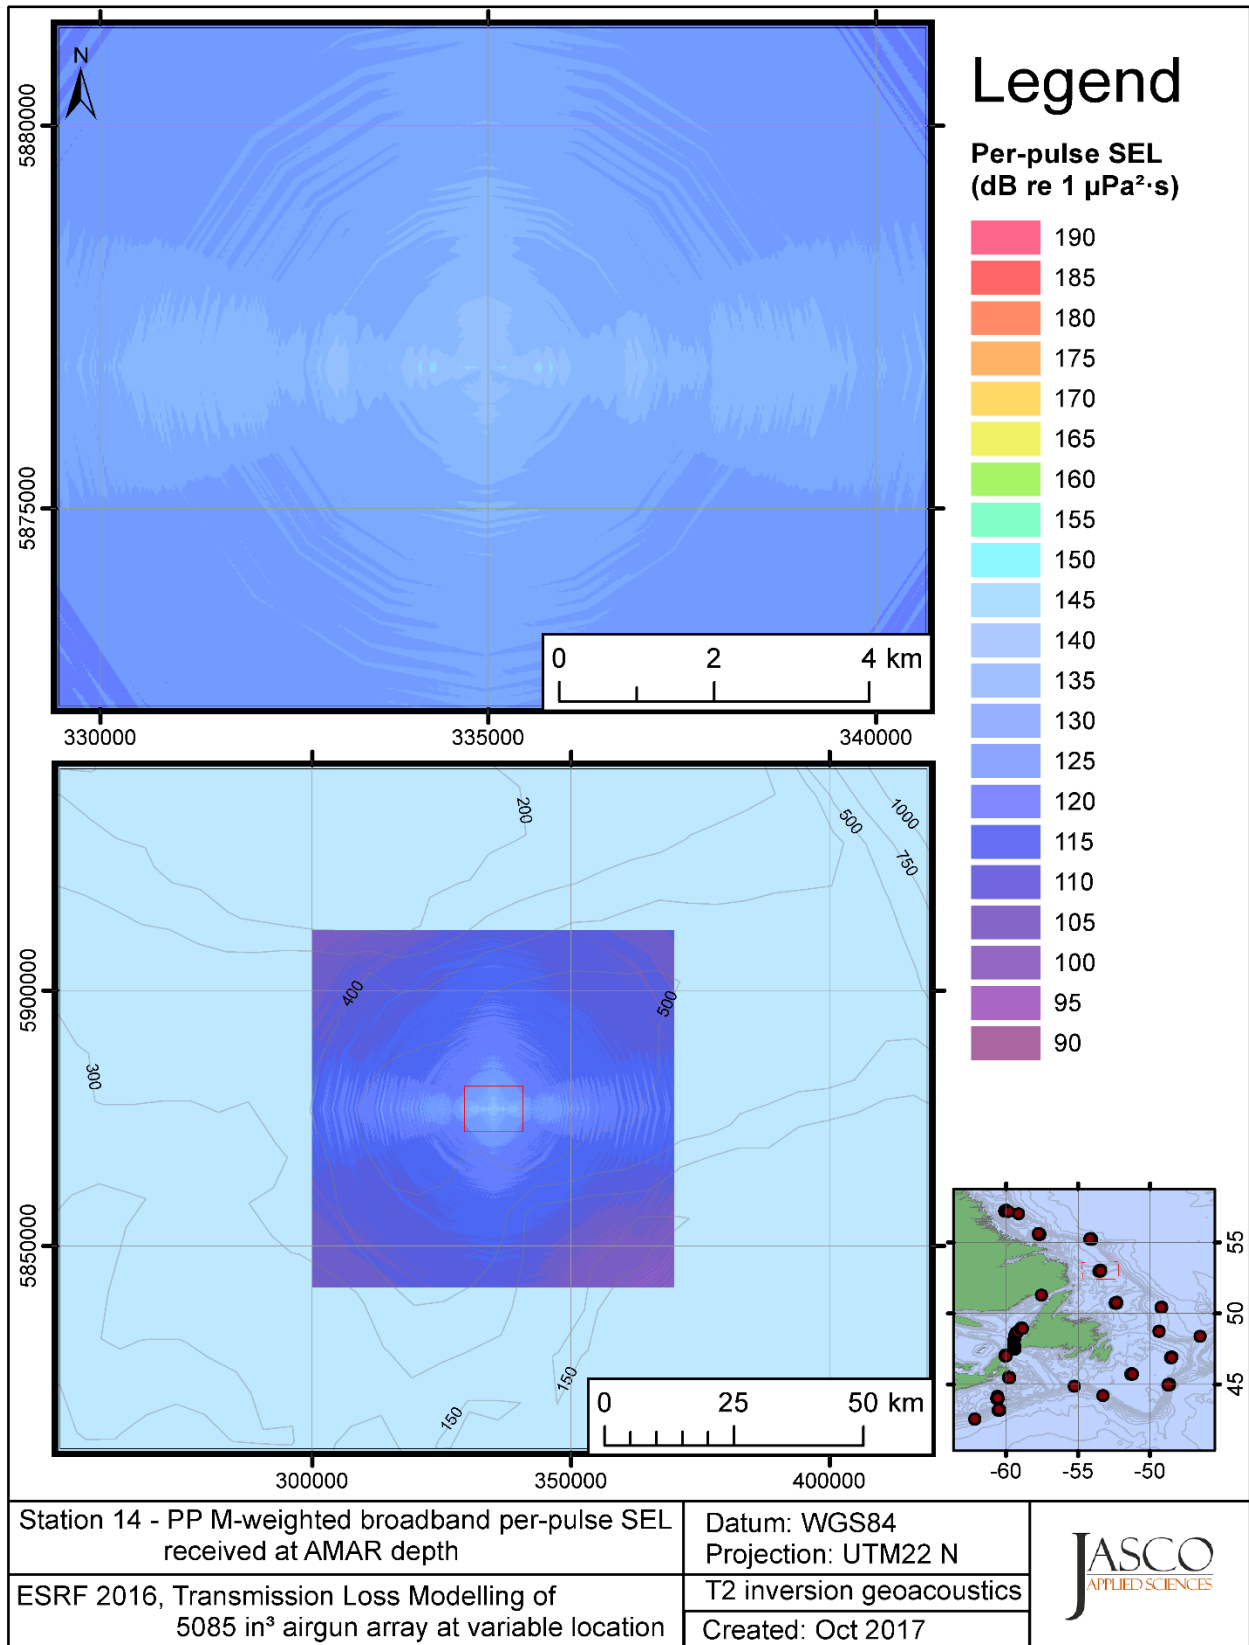 N
5880000
5875000
0 2 4 km
330000 335000 340000
Legend
Per-pulse SEL
(dB re 1 µPa²·s)
190
185
180
175
170
165
160
155
150
145
140
135
130
125
120
115
110
105
100
95
90
200
500
1000
750
400
500
300
150
150
5900000
5850000
0 25 50 km
300000 350000 400000
55
50
45
-60 -55 -50
Station 14 - PP M-weighted broadband per-pulse SEL
received at AMAR depth
ESRF 2016, Transmission Loss Modelling of
5085 in³ airgun array at variable location
Datum: WGS84
Projection: UTM22 N
T2 inversion geoacoustics
Created: Oct 2017
JASCO
APPLIED SCIENCES